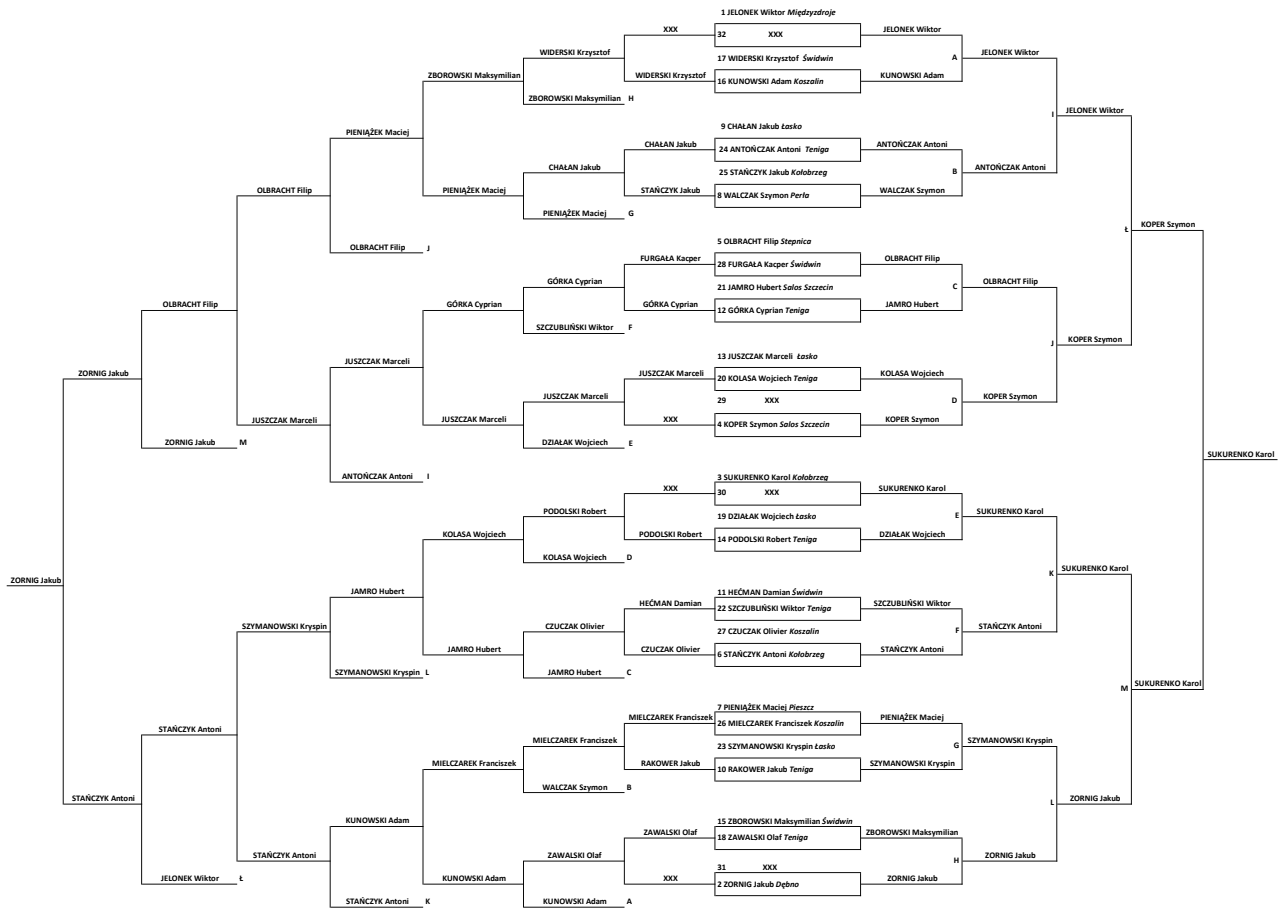 1 JELONEK Wiktor Międzyzdroje
XXX
32 XXX
JELONEK Wiktor
WIDERSKI Krzysztof
17 WIDERSKI Krzysztof Świdwin
A
JELONEK Wiktor
ZBOROWSKI Maksymilian
WIDERSKI Krzysztof
16 KUNOWSKI Adam Koszalin
KUNOWSKI Adam
ZBOROWSKI Maksymilian H
I
JELONEK Wiktor
PIENIĄŻEK Maciej
9 CHAŁAN Jakub Łasko
CHAŁAN Jakub
24 ANTOŃCZAK Antoni Teniga
ANTOŃCZAK Antoni
CHAŁAN Jakub
25 STAŃCZYK Jakub Kołobrzeg
B
ANTOŃCZAK Antoni
OLBRACHT Filip
PIENIĄŻEK Maciej
STAŃCZYK Jakub
8 WALCZAK Szymon Perła
WALCZAK Szymon
PIENIĄŻEK Maciej G
Ł
KOPER Szymon
OLBRACHT Filip J
5 OLBRACHT Filip Stepnica
FURGAŁA Kacper
28 FURGAŁA Kacper Świdwin
OLBRACHT Filip
GÓRKA Cyprian
21 JAMRO Hubert Salos Szczecin
C
OLBRACHT Filip
OLBRACHT Filip
GÓRKA Cyprian
GÓRKA Cyprian
12 GÓRKA Cyprian Teniga
JAMRO Hubert
SZCZUBLIŃSKI Wiktor F
J
KOPER Szymon
JUSZCZAK Marceli
13 JUSZCZAK Marceli Łasko
ZORNIG Jakub
JUSZCZAK Marceli
20 KOLASA Wojciech Teniga
KOLASA Wojciech
JUSZCZAK Marceli
29 XXX
D
KOPER Szymon
JUSZCZAK Marceli
JUSZCZAK Marceli
XXX
4 KOPER Szymon Salos Szczecin
KOPER Szymon
ZORNIG Jakub M
DZIAŁAK Wojciech E
SUKURENKO Karol
ANTOŃCZAK Antoni I
3 SUKURENKO Karol Kołobrzeg
XXX
30 XXX
SUKURENKO Karol
PODOLSKI Robert
19 DZIAŁAK Wojciech Łasko
E
SUKURENKO Karol
KOLASA Wojciech
PODOLSKI Robert
14 PODOLSKI Robert Teniga
DZIAŁAK Wojciech
KOLASA Wojciech D
ZORNIG Jakub
K
SUKURENKO Karol
JAMRO Hubert
11 HEĆMAN Damian Świdwin
HEĆMAN Damian
22 SZCZUBLIŃSKI Wiktor Teniga
SZCZUBLIŃSKI Wiktor
SZYMANOWSKI Kryspin
CZUCZAK Olivier
27 CZUCZAK Olivier Koszalin
F
STAŃCZYK Antoni
JAMRO Hubert
CZUCZAK Olivier
6 STAŃCZYK Antoni Kołobrzeg
STAŃCZYK Antoni
SZYMANOWSKI Kryspin L
JAMRO Hubert C
M
SUKURENKO Karol
7 PIENIĄŻEK Maciej Pieszcz
MIELCZAREK Franciszek
26 MIELCZAREK Franciszek Koszalin
PIENIĄŻEK Maciej
STAŃCZYK Antoni
MIELCZAREK Franciszek
23 SZYMANOWSKI Kryspin Łasko
G
SZYMANOWSKI Kryspin
MIELCZAREK Franciszek
RAKOWER Jakub
10 RAKOWER Jakub Teniga
SZYMANOWSKI Kryspin
WALCZAK Szymon B
STAŃCZYK Antoni
L
ZORNIG Jakub
KUNOWSKI Adam
15 ZBOROWSKI Maksymilian Świdwin
ZAWALSKI Olaf
18 ZAWALSKI Olaf Teniga
ZBOROWSKI Maksymilian
STAŃCZYK Antoni
ZAWALSKI Olaf
31 XXX
H
ZORNIG Jakub
JELONEK Wiktor Ł
KUNOWSKI Adam
XXX
2 ZORNIG Jakub Dębno
ZORNIG Jakub
STAŃCZYK Antoni K
KUNOWSKI Adam A